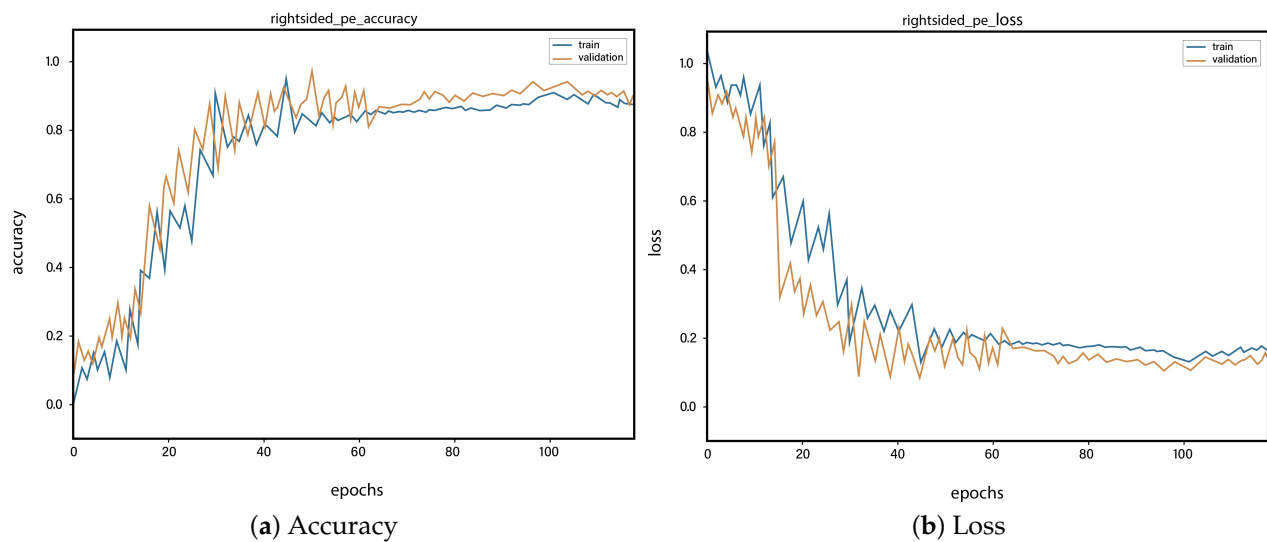 rightsided_pe_accuracy
train
validation
1.0
0.8
0.6
0.4
0.2
0.0
accuracy
0 20 40 60 80 100
epochs
(a) Accuracy
rightsided_pe_loss
train
validation
1.0
0.8
0.6
0.4
0.2
0.0
loss
0 20 40 60 80 100
epochs
(b) Loss